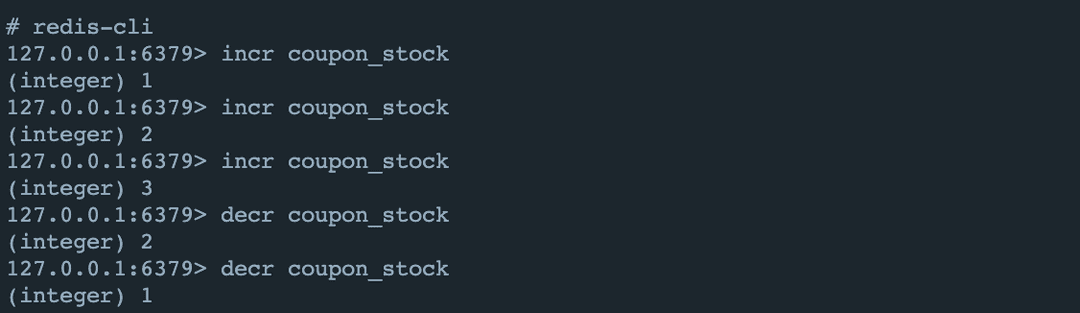 # redis-cli
127.0.0.1:6379> incr coupon_stock
(integer) 1
127.0.0.1:6379> incr coupon_stock
(integer) 2
127.0.0.1:6379> incr coupon_stock
(integer) 3
127.0.0.1:6379> decr coupon_stock
(integer) 2
127.0.0.1:6379> decr coupon_stock
(integer) 1